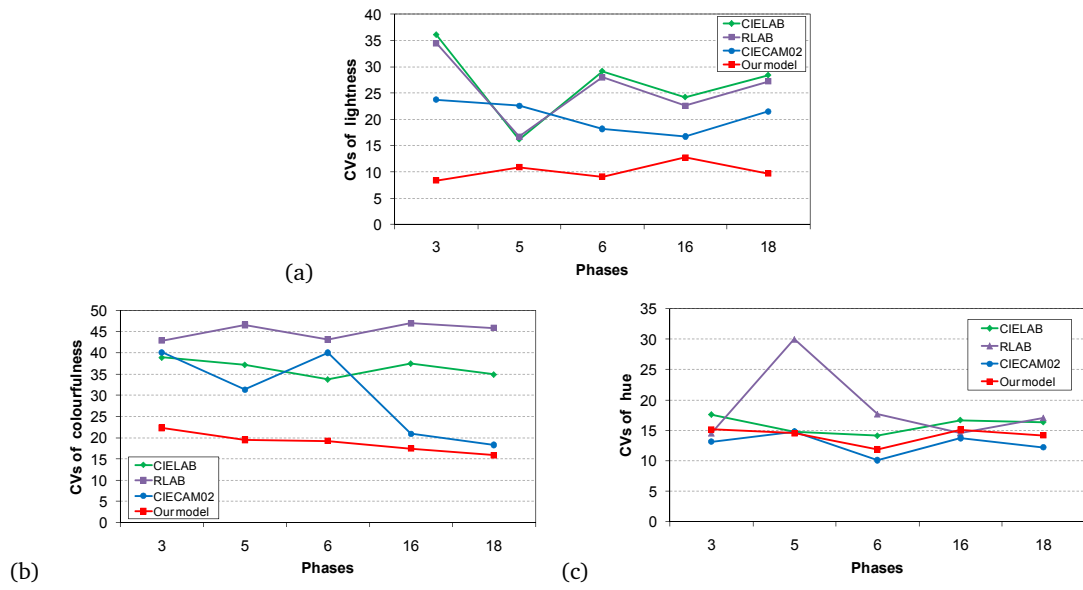 40
35
30
25
20
15
10
5
0
CVs of lightness
CIELAB
RLAB
CIECAM02
Our model
3 5 6 16 18
Phases
(a)
50
45
40
35
30
25
20
15
10
5
0
CVs of colourfulness
CIELAB
RLAB
CIECAM02
Our model
3 5 6 16 18
Phases
(b)
35
30
25
20
15
10
5
0
CVs of hue
CIELAB
RLAB
CIECAM02
Our model
3 5 6 16 18
Phases
(c)